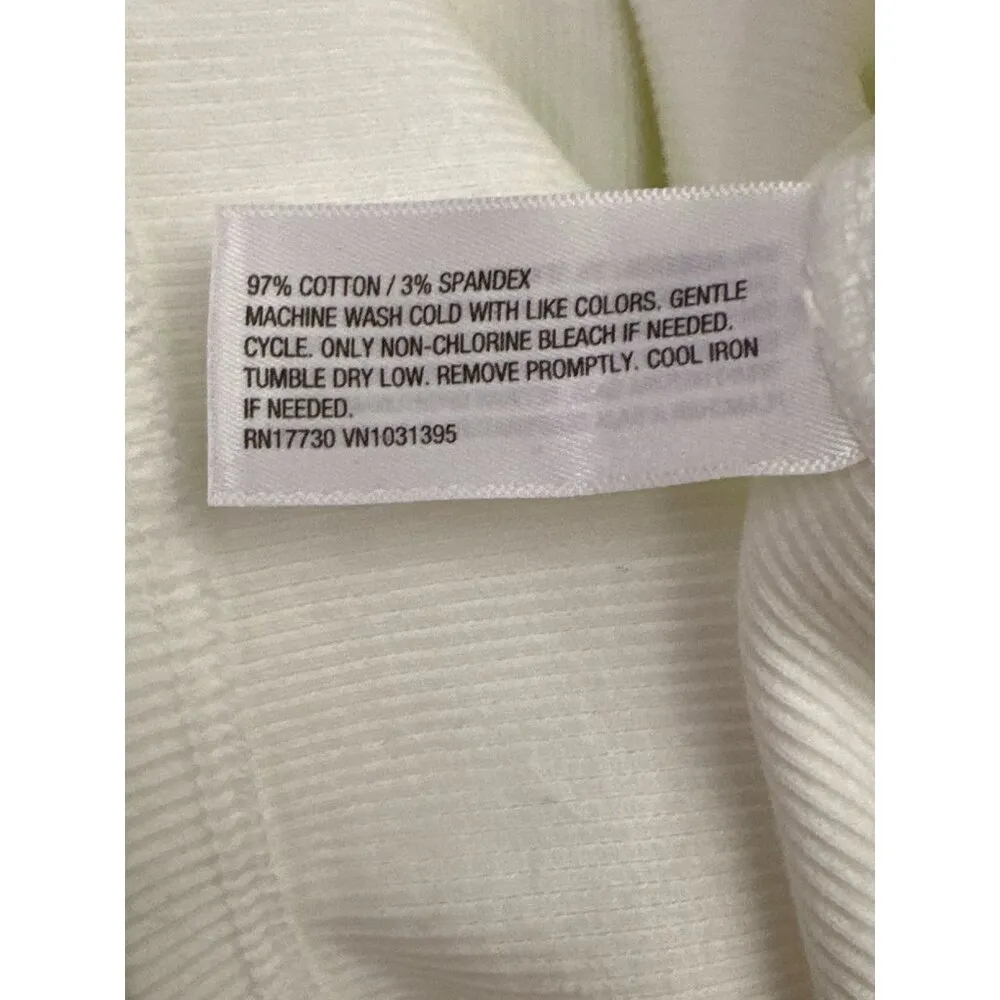 97% COTTON / 3% SPANDEX
MACHINE WASH COLD WITH LIKE COLORS. GENTLE
CYCLE. ONLY NON-CHLORINE BLEACH IF NEEDED.
TUMBLE DRY LOW. REMOVE PROMPTLY. COOL IRON
IF NEEDED.
RN17730 VN1031395